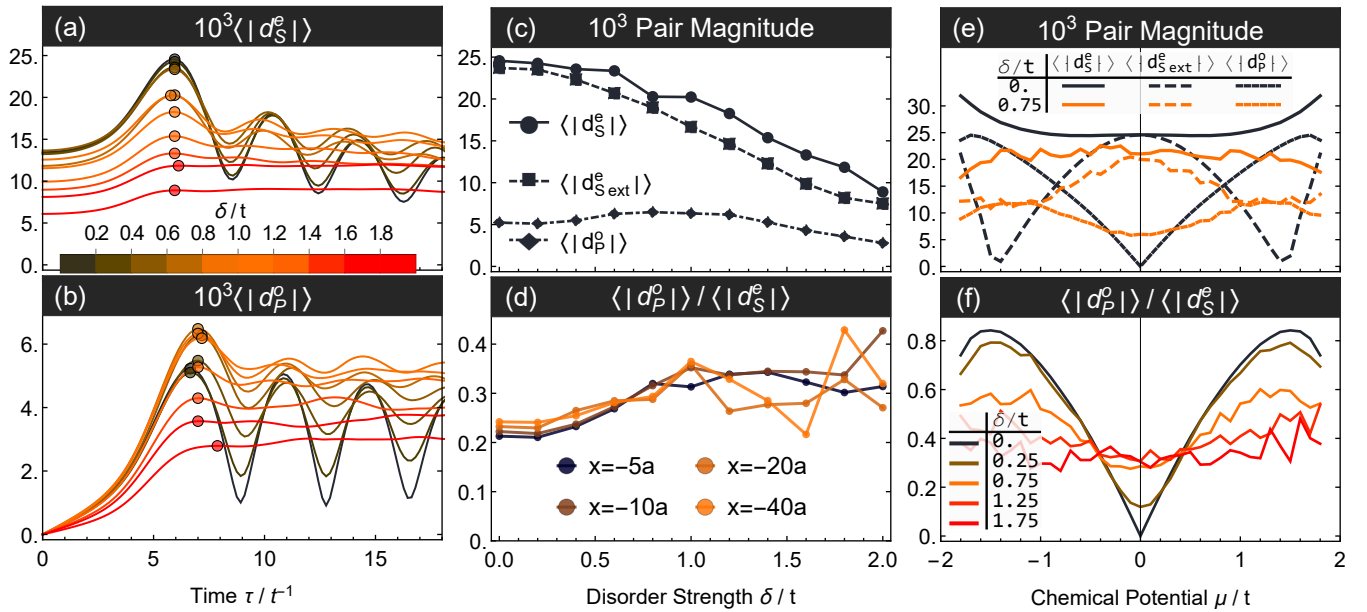 (a) 10³⟨|d_S^e|⟩
25.
20.
15.
10.
5.
0.
δ/t
0.2 0.4 0.6 0.8 1.0 1.2 1.4 1.6 1.8
(b) 10³⟨|d_P^o|⟩
6.
4.
2.
0.
0 5 10 15
Time τ / t⁻¹
(c) 10³ Pair Magnitude
25
20
15
10
5
0
⟨|d_S^e|⟩
⟨|d_S ext^e|⟩
⟨|d_P^o|⟩
(d) ⟨|d_P^o|⟩ / ⟨|d_S^e|⟩
0.4
0.3
0.2
0.1
0.
x=−5a x=−20a
x=−10a x=−40a
0.0 0.5 1.0 1.5 2.0
Disorder Strength δ / t
(e) 10³ Pair Magnitude
δ/t ⟨|d_S^e|⟩ ⟨|d_S ext^e|⟩ ⟨|d_P^o|⟩
0.
0.75
30.
25.
20.
15.
10.
5.
0.
(f) ⟨|d_P^o|⟩ / ⟨|d_S^e|⟩
0.8
0.6
0.4
0.2
0.
δ/t
0.
0.25
0.75
1.25
1.75
−2 −1 0 1 2
Chemical Potential μ / t